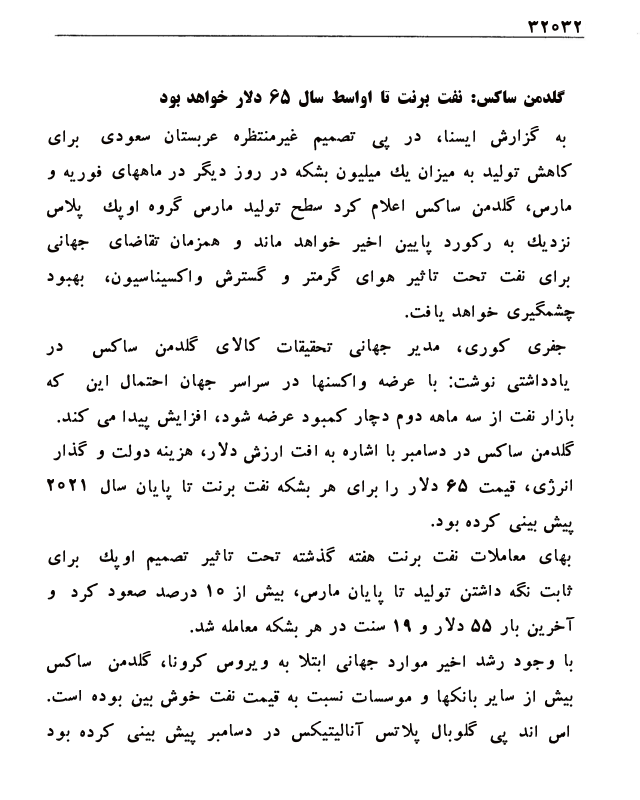 ۳۲۰۳۲
گلدمن ساکس: نفت برنت تا اواسط سال ۶۵ دلار خواهد بود
به گزارش ایسنا، در پی تصمیم غیرمنتظره عربستان سعودی برای
کاهش تولید به میزان یک میلیون بشکه در روز دیگر در ماههای فوریه و
مارس، گلدمن ساکس اعلام کرد سطح تولید مارس گروه اوپک پلاس
نزدیک به رکورد پایین اخیر خواهد ماند و همزمان تقاضای جهانی
برای نفت تحت تاثیر هوای گرمتر و گسترش واکسیناسیون، بهبود
چشمگیری خواهد یافت.
جفری کوری، مدیر جهانی تحقیقات کالای گلدمن ساکس در
یادداشتی نوشت: با عرضه واکسنها در سراسر جهان احتمال این که
بازار نفت از سه ماهه دوم دچار کمبود عرضه شود، افزایش پیدا می کند.
گلدمن ساکس در دسامبر با اشاره به افت ارزش دلار، هزینه دولت و گذار
انرژی، قیمت ۶۵ دلار را برای هر بشکه نفت برنت تا پایان سال ۲۰۲۱
پیش بینی کرده بود.
بهای معاملات نفت برنت هفته گذشته تحت تاثیر تصمیم اوپک برای
ثابت نگه داشتن تولید تا پایان مارس، بیش از ۱۰ درصد صعود کرد و
آخرین بار ۵۵ دلار و ۱۹ سنت در هر بشکه معامله شد.
با وجود رشد اخیر موارد جهانی ابتلا به ویروس کرونا، گلدمن ساکس
بیش از سایر بانکها و موسسات نسبت به قیمت نفت خوش بین بوده است.
اس اند پی گلوبال پلاتس آنالیتیکس در دسامبر پیش بینی کرده بود